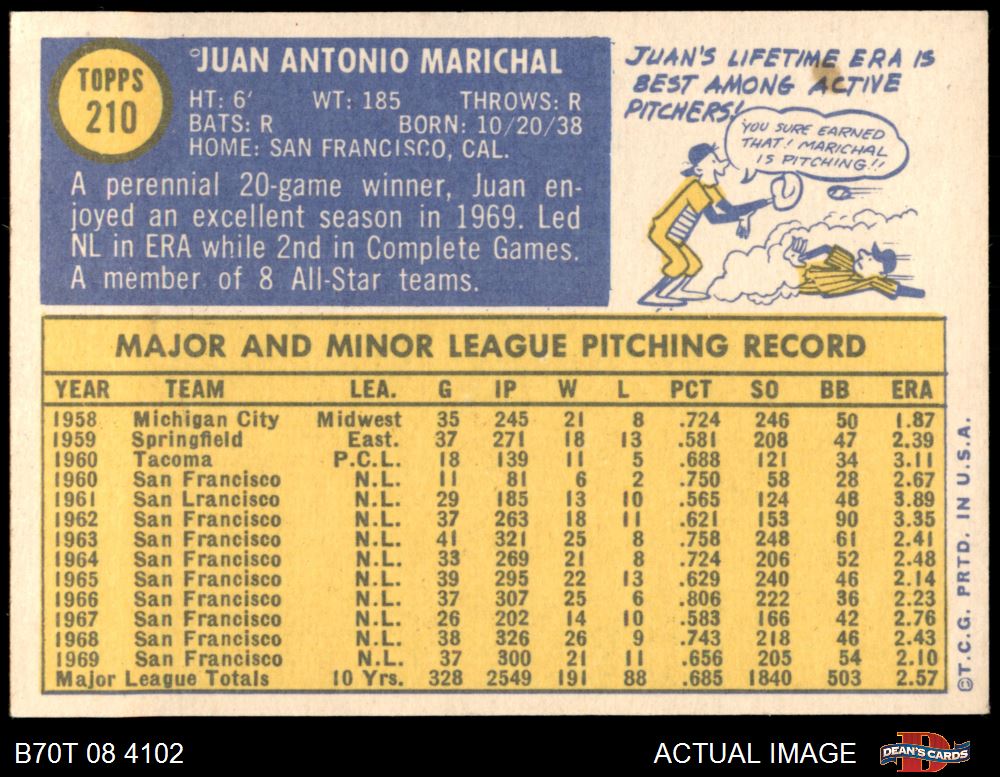 TOPPS
210
JUAN ANTONIO MARICHAL
HT: 6' WT: 185 THROWS: R
BATS: R BORN: 10/20/38
HOME: SAN FRANCISCO, CAL.
A perennial 20-game winner, Juan en-
joyed an excellent season in 1969. Led
NL in ERA while 2nd in Complete Games.
A member of 8 All-Star teams.
JUAN'S LIFETIME ERA IS
BEST AMONG ACTIVE
PITCHERS!
YOU SURE EARNED
THAT! MARICHAL
IS PITCHING!!
MAJOR AND MINOR LEAGUE PITCHING RECORD
YEAR TEAM LEA. G IP W L PCT SO BB ERA
1958 Michigan City Midwest 35 245 21 8 .724 246 50 1.87
1959 Springfield East. 37 271 18 13 .581 208 47 2.39
1960 Tacoma P.C.L. 18 139 11 5 .688 121 34 3.11
1960 San Francisco N.L. 11 81 6 2 .750 58 28 2.67
1961 San Lrancisco N.L. 29 185 13 10 .565 124 48 3.89
1962 San Francisco N.L. 37 263 18 11 .621 153 90 3.35
1963 San Francisco N.L. 41 321 25 8 .758 248 61 2.41
1964 San Francisco N.L. 33 269 21 8 .724 206 52 2.48
1965 San Francisco N.L. 39 295 22 13 .629 240 46 2.14
1966 San Francisco N.L. 37 307 25 6 .806 222 36 2.23
1967 San Francisco N.L. 26 202 14 10 .583 166 42 2.76
1968 San Francisco N.L. 38 326 26 9 .743 218 46 2.43
1969 San Francisco N.L. 37 300 21 11 .656 205 54 2.10
Major League Totals 10 Yrs. 328 2549 191 88 .685 1840 503 2.57
©T.C.G. PRTD. IN U.S.A.
B70T 08 4102
ACTUAL IMAGE
D
DEAN'S CARDS